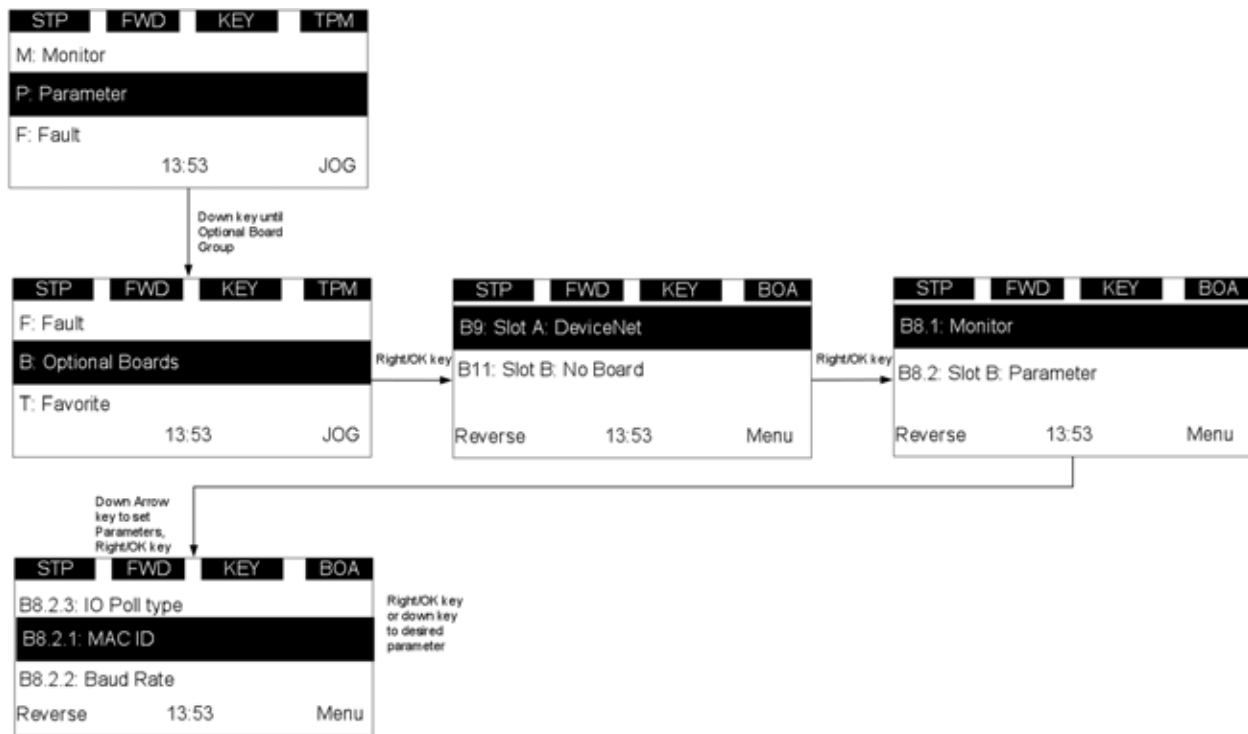 STP FWD KEY TPM
M: Monitor
P: Parameter
F: Fault
13:53 JOG
Down key until
Optional Board
Group
STP FWD KEY TPM
F: Fault
B: Optional Boards
T: Favorite
13:53 JOG
Right/OK key
STP FWD KEY BOA
B9: Slot A: DeviceNet
B11: Slot B: No Board
Reverse 13:53 Menu
Right/OK key
STP FWD KEY BOA
B8.1: Monitor
B8.2: Slot B: Parameter
Reverse 13:53 Menu
Down Arrow
key to set
Parameters,
Right/OK key
STP FWD KEY BOA
B8.2.3: IO Poll type
B8.2.1: MAC ID
B8.2.2: Baud Rate
Reverse 13:53 Menu
Right/OK key
or down key
to desired
parameter